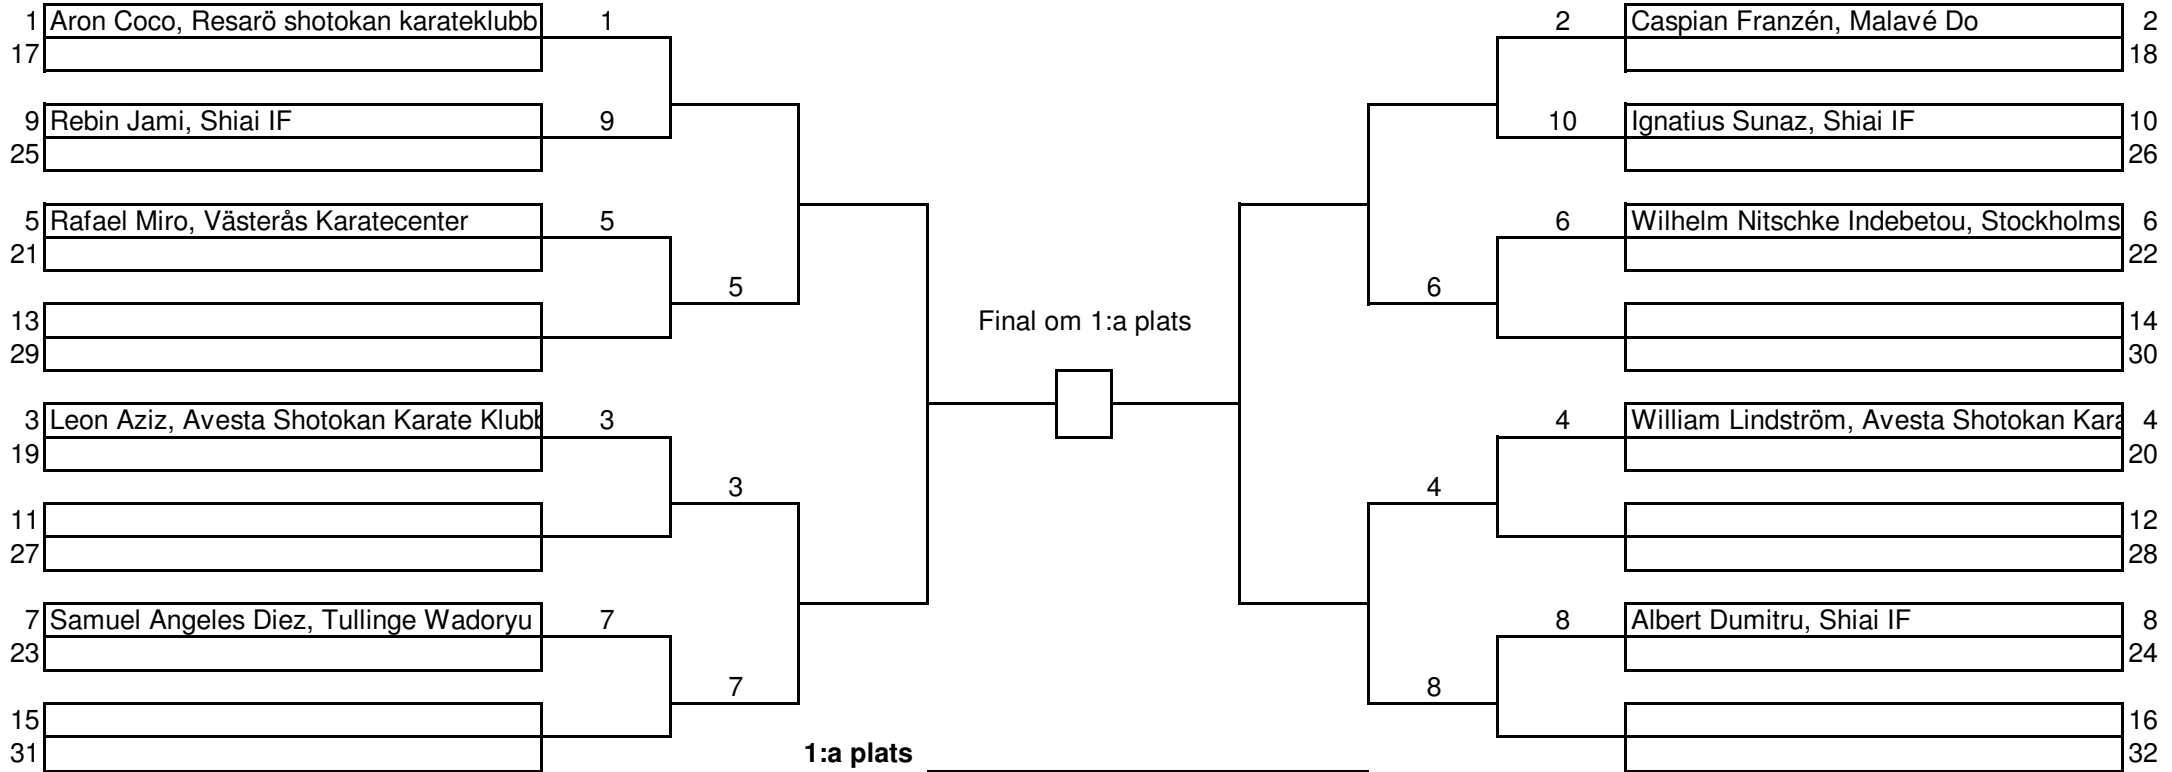 1 Aron Coco, Resarö shotokan karateklubb 1 2 Caspian Franzén, Malavé Do 2
17 18
9 Rebin Jami, Shiai IF 9 10 Ignatius Sunaz, Shiai IF 10
25 26
5 Rafael Miro, Västerås Karatecenter 5 6 Wilhelm Nitschke Indebetou, Stockholms 6
21 22
5 6
13 Final om 1:a plats 14
29 30
3 Leon Aziz, Avesta Shotokan Karate Klubb 3 4 William Lindström, Avesta Shotokan Kara 4
19 20
3 4
11 12
27 28
7 Samuel Angeles Diez, Tullinge Wadoryu 7 8 Albert Dumitru, Shiai IF 8
23 24
7 8
15 16
31 1:a plats 32